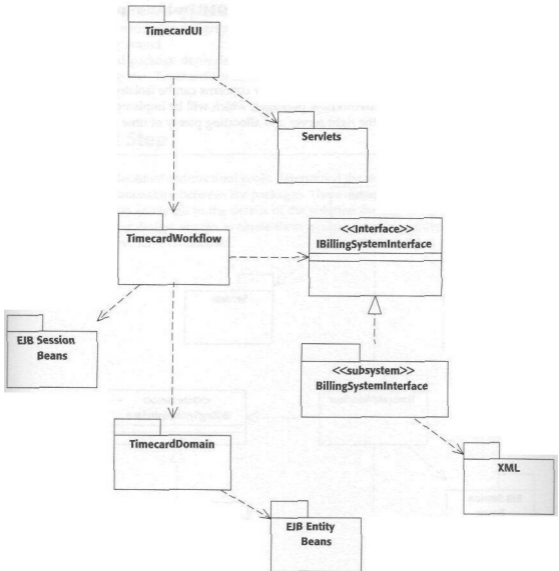 TimecardUI
Servlets
TimecardWorkflow
<<Interface>>
IBillingSystemInterface
EJB Session
Beans
<<subsystem>>
BillingSystemInterface
TimecardDomain
XML
EJB Entity
Beans